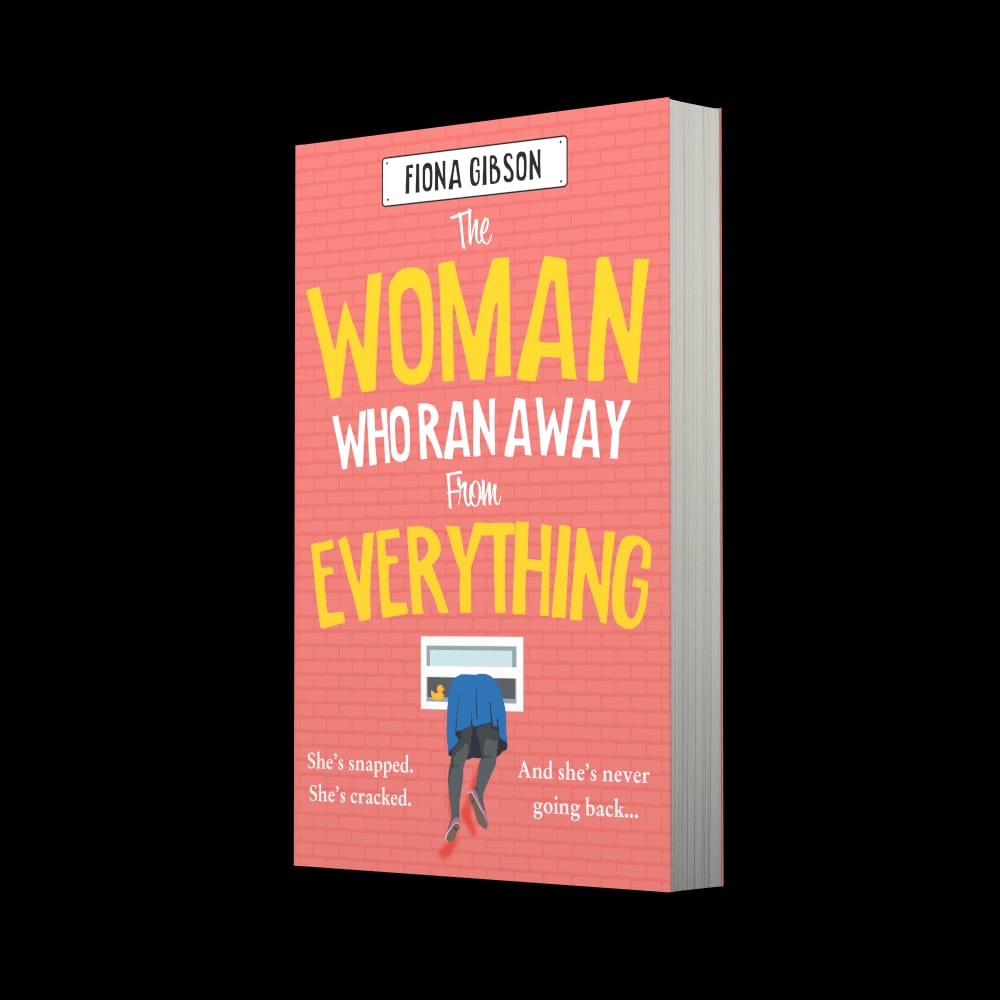 FIONA GIBSON
The
WOMAN
WHO RAN AWAY
From
EVERYTHING
She's snapped.
She's cracked.
And she's never
going back...